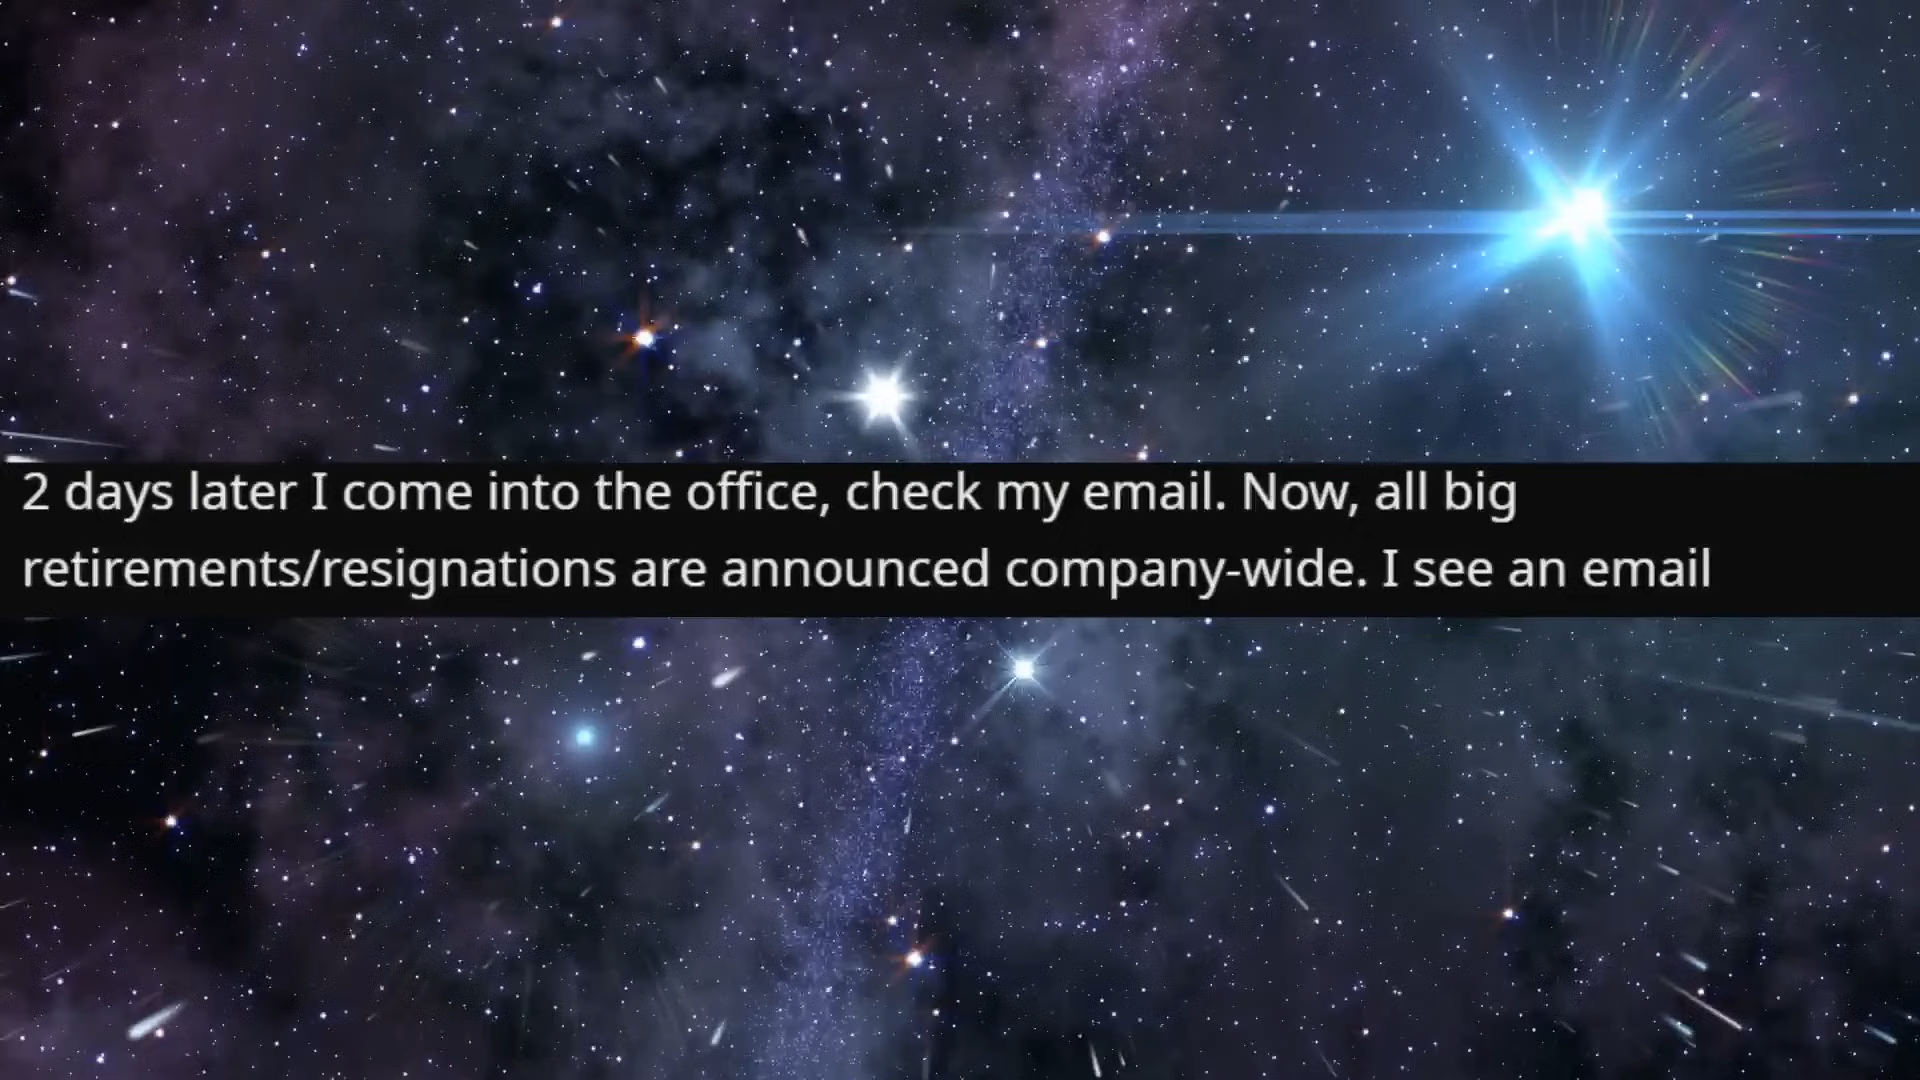 2 days later I come into the office, check my email. Now, all big
retirements/resignations are announced company-wide. I see an email